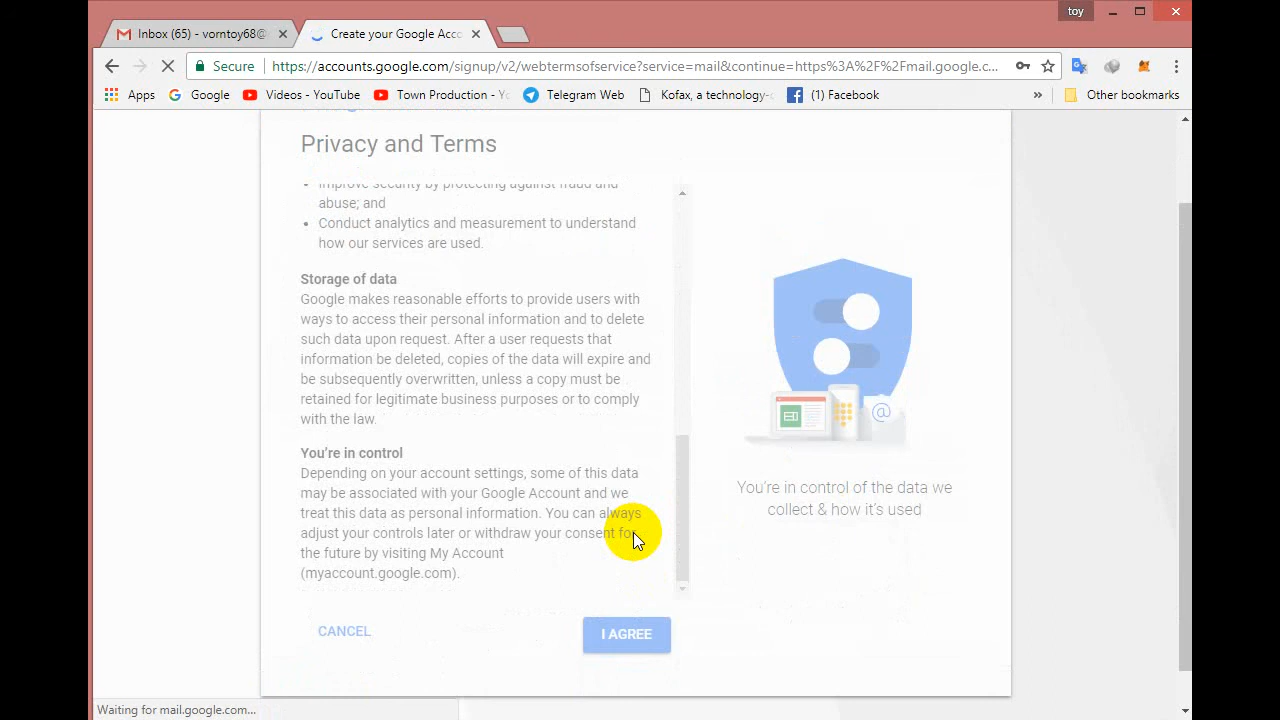 toy
Inbox (65) - vorntoy68@
Create your Google Acco
Secure
https://accounts.google.com/signup/v2/webtermsofservice?service=mail&continue=https%3A%2F%2Fmail.google.c...
Apps
Google
Videos - YouTube
Town Production - Yo
Telegram Web
Kofax, a technology-
(1) Facebook
»
Other bookmarks
Privacy and Terms
• Improve security by protecting against fraud and
abuse; and
• Conduct analytics and measurement to understand
how our services are used.
Storage of data
Google makes reasonable efforts to provide users with
ways to access their personal information and to delete
such data upon request. After a user requests that
information be deleted, copies of the data will expire and
be subsequently overwritten, unless a copy must be
retained for legitimate business purposes or to comply
with the law.
You're in control
Depending on your account settings, some of this data
may be associated with your Google Account and we
treat this data as personal information. You can always
adjust your controls later or withdraw your consent for
the future by visiting My Account
(myaccount.google.com).
@
You're in control of the data we
collect & how it's used
CANCEL
I AGREE
Waiting for mail.google.com...